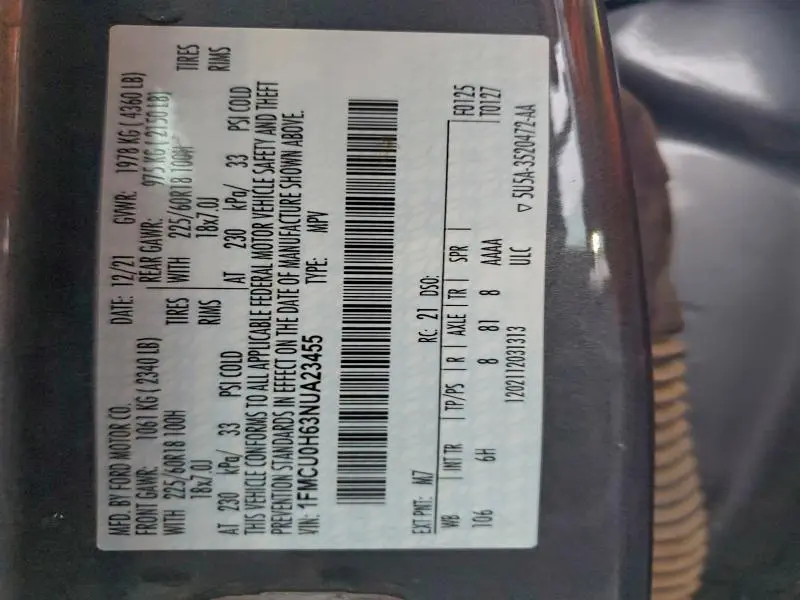 MFD. BY FORD MOTOR CO.
DATE: 12/21 GVWR: 1978 KG ( 4360 LB)
FRONT GAWR: 1061 KG ( 2340 LB) REAR GAWR: 975 KG ( 2150 LB)
WITH 225/60R18 100H TIRES WITH 225/60R18 100H TIRES
18x7.0J RIMS 18x7.0J RIMS
AT 230 kPa/ 33 PSI COLD AT 230 kPa/ 33 PSI COLD
THIS VEHICLE CONFORMS TO ALL APPLICABLE FEDERAL MOTOR VEHICLE SAFETY AND THEFT
PREVENTION STANDARDS IN EFFECT ON THE DATE OF MANUFACTURE SHOWN ABOVE.
VIN: 1FMCU0H63NUA23455 TYPE: MPV
EXT PNT: M7 RC: 21 DSO: F0125
WB INT TR TP/PS R AXLE TR SPR T0127
106 6H 8 81 8 AAAA
ULC
1202112031313 ▽ 5U5A-3520472-AA